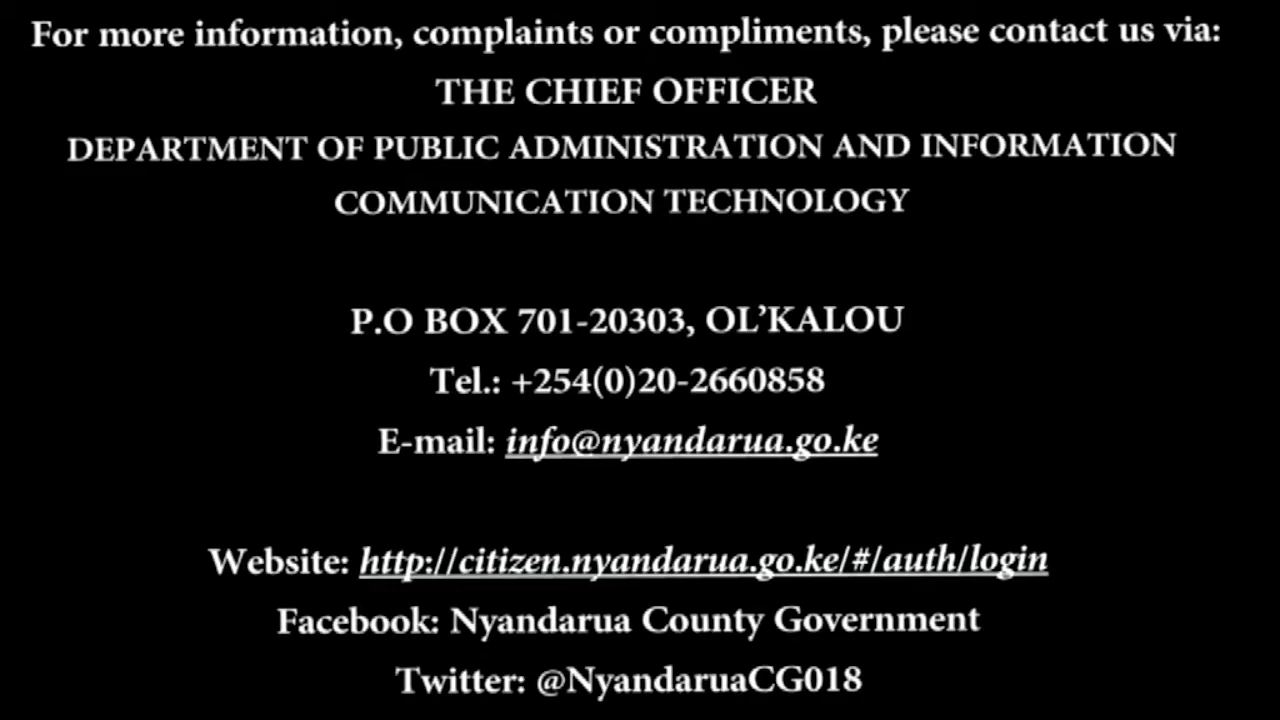 For more information, complaints or compliments, please contact us via:
THE CHIEF OFFICER
DEPARTMENT OF PUBLIC ADMINISTRATION AND INFORMATION
COMMUNICATION TECHNOLOGY
P.O BOX 701-20303, OL’KALOU
Tel.: +254(0)20-2660858
E-mail: info@nyandarua.go.ke
Website: http://citizen.nyandarua.go.ke/#/auth/login
Facebook: Nyandarua County Government
Twitter: @NyandaruaCG018